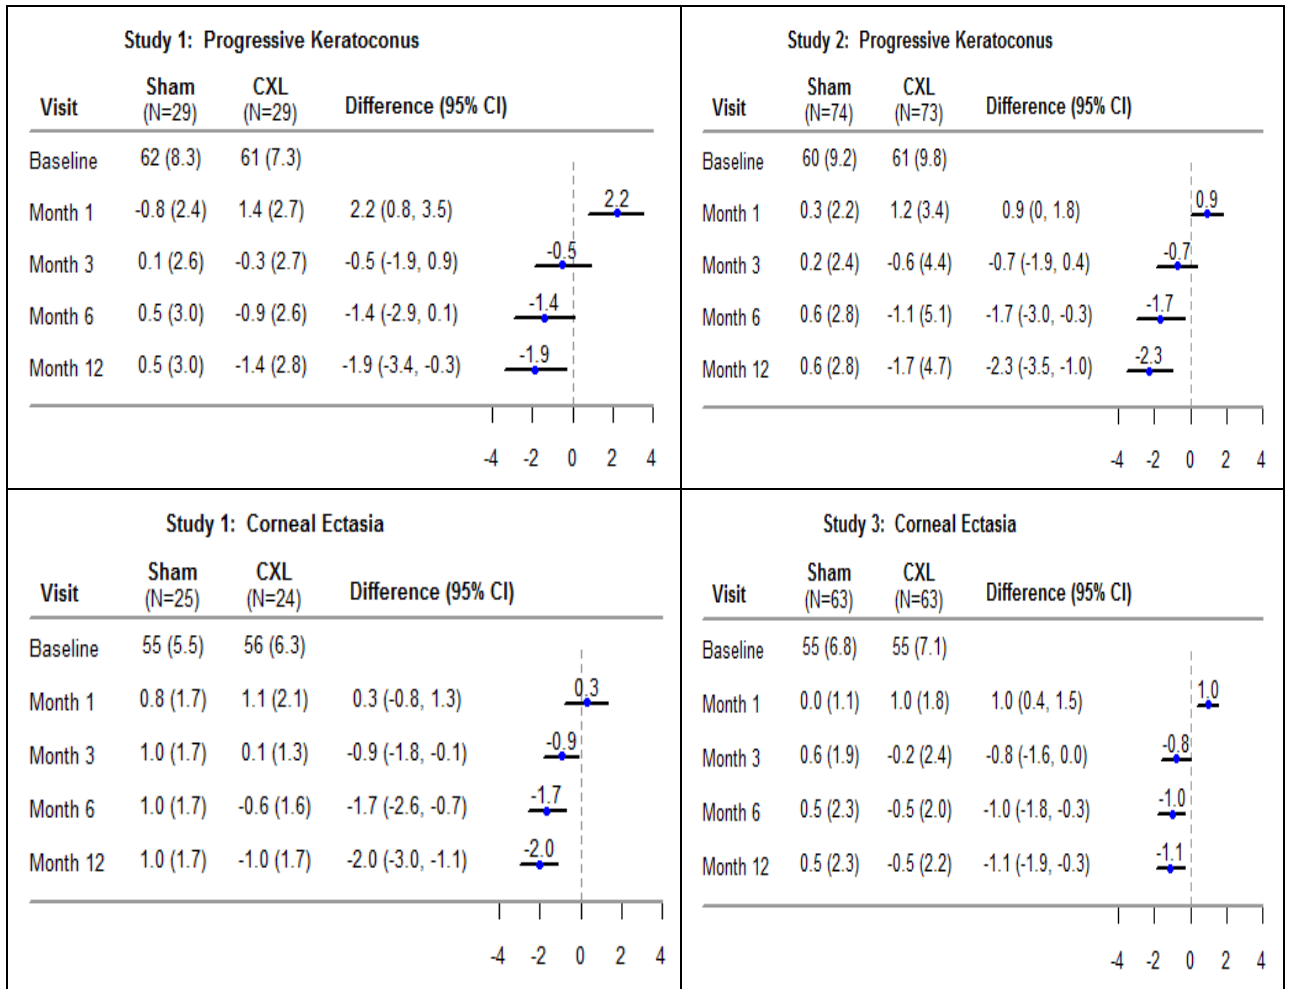 Study 1: Progressive Keratoconus
Sham CXL
Visit (N=29) (N=29) Difference (95% CI)
Baseline 62 (8.3) 61 (7.3)
Month 1 -0.8 (2.4) 1.4 (2.7) 2.2 (0.8, 3.5) 2.2
Month 3 0.1 (2.6) -0.3 (2.7) -0.5 (-1.9, 0.9) -0.5
Month 6 0.5 (3.0) -0.9 (2.6) -1.4 (-2.9, 0.1) -1.4
Month 12 0.5 (3.0) -1.4 (2.8) -1.9 (-3.4, -0.3) -1.9
-4 -2 0 2 4
Study 2: Progressive Keratoconus
Sham CXL
Visit (N=74) (N=73) Difference (95% CI)
Baseline 60 (9.2) 61 (9.8)
Month 1 0.3 (2.2) 1.2 (3.4) 0.9 (0, 1.8) 0.9
Month 3 0.2 (2.4) -0.6 (4.4) -0.7 (-1.9, 0.4) -0.7
Month 6 0.6 (2.8) -1.1 (5.1) -1.7 (-3.0, -0.3) -1.7
Month 12 0.6 (2.8) -1.7 (4.7) -2.3 (-3.5, -1.0) -2.3
-4 -2 0 2 4
Study 1: Corneal Ectasia
Sham CXL
Visit (N=25) (N=24) Difference (95% CI)
Baseline 55 (5.5) 56 (6.3)
Month 1 0.8 (1.7) 1.1 (2.1) 0.3 (-0.8, 1.3) 0.3
Month 3 1.0 (1.7) 0.1 (1.3) -0.9 (-1.8, -0.1) -0.9
Month 6 1.0 (1.7) -0.6 (1.6) -1.7 (-2.6, -0.7) -1.7
Month 12 1.0 (1.7) -1.0 (1.7) -2.0 (-3.0, -1.1) -2.0
-4 -2 0 2 4
Study 3: Corneal Ectasia
Sham CXL
Visit (N=63) (N=63) Difference (95% CI)
Baseline 55 (6.8) 55 (7.1)
Month 1 0.0 (1.1) 1.0 (1.8) 1.0 (0.4, 1.5) 1.0
Month 3 0.6 (1.9) -0.2 (2.4) -0.8 (-1.6, 0.0) -0.8
Month 6 0.5 (2.3) -0.5 (2.0) -1.0 (-1.8, -0.3) -1.0
Month 12 0.5 (2.3) -0.5 (2.2) -1.1 (-1.9, -0.3) -1.1
-4 -2 0 2 4